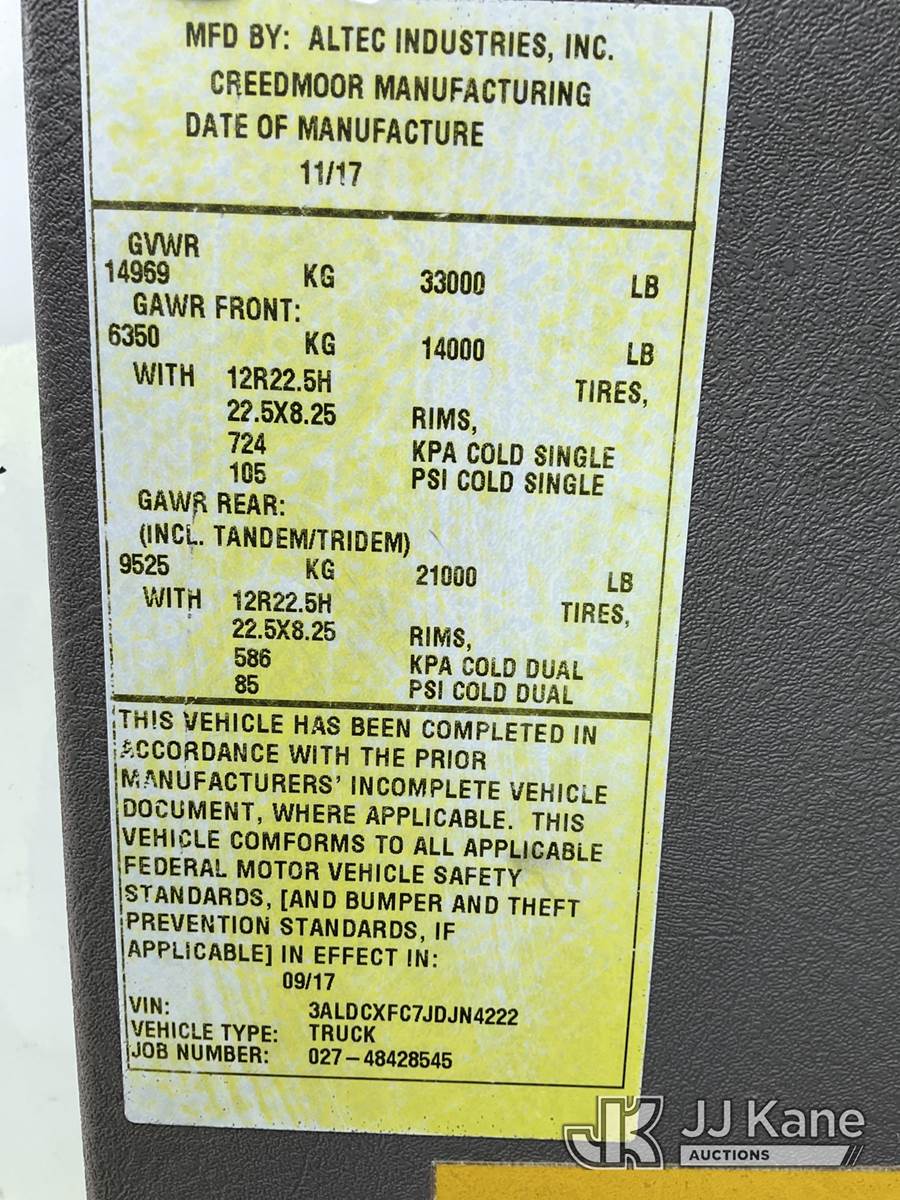 MFD BY: ALTEC INDUSTRIES, INC.
CREEDMOOR MANUFACTURING
DATE OF MANUFACTURE
11/17
GVWR
14969 KG 33000 LB
GAWR FRONT:
6350 KG 14000 LB
WITH 12R22.5H TIRES,
22.5X8.25 RIMS,
724 KPA COLD SINGLE
105 PSI COLD SINGLE
GAWR REAR:
(INCL. TANDEM/TRIDEM)
9525 KG 21000 LB
WITH 12R22.5H TIRES,
22.5X8.25 RIMS,
586 KPA COLD DUAL
85 PSI COLD DUAL
THIS VEHICLE HAS BEEN COMPLETED IN
ACCORDANCE WITH THE PRIOR
MANUFACTURERS' INCOMPLETE VEHICLE
DOCUMENT, WHERE APPLICABLE. THIS
VEHICLE COMFORMS TO ALL APPLICABLE
FEDERAL MOTOR VEHICLE SAFETY
STANDARDS, [AND BUMPER AND THEFT
PREVENTION STANDARDS, IF
APPLICABLE] IN EFFECT IN:
09/17
VIN: 3ALDCXFC7JDJN4222
VEHICLE TYPE: TRUCK
JOB NUMBER: 027-48428545
JK JJ Kane
AUCTIONS